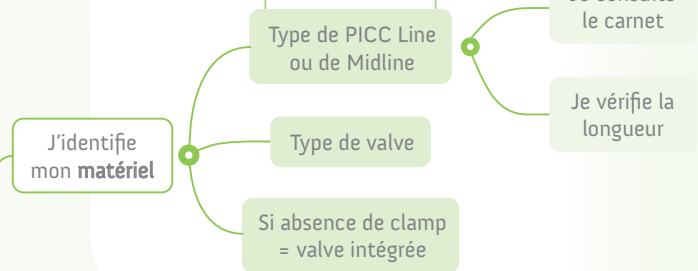 le carnet
Type de PICC Line
ou de Midline
Je vérifie la
longueur
J'identifie
mon matériel
Type de valve
Si absence de clamp
= valve intégrée